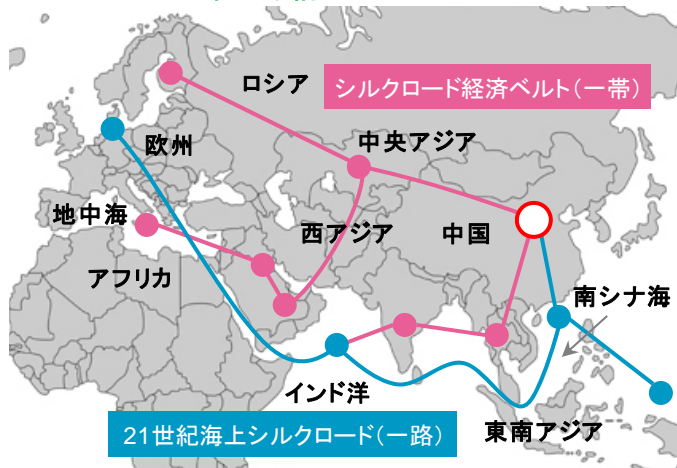 ロシア
シルクロード経済ベルト(一帯)
欧州
中央アジア
地中海
西アジア
中国
アフリカ
南シナ海
インド洋
21世紀海上シルクロード(一路)
東南アジア